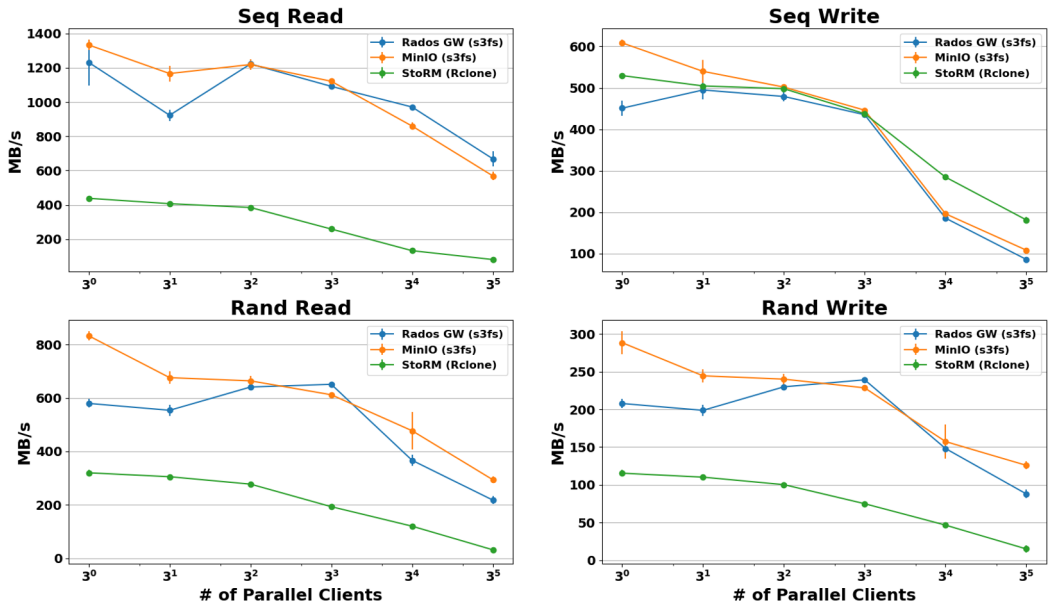 Seq Read
MB/s
1400
1200
1000
800
600
400
200
3⁰ 3¹ 3² 3³ 3⁴ 3⁵
Rados GW (s3fs)
MinIO (s3fs)
StoRM (Rclone)
Seq Write
MB/s
600
500
400
300
200
100
3⁰ 3¹ 3² 3³ 3⁴ 3⁵
Rados GW (s3fs)
MinIO (s3fs)
StoRM (Rclone)
Rand Read
MB/s
800
600
400
200
0
3⁰ 3¹ 3² 3³ 3⁴ 3⁵
# of Parallel Clients
Rados GW (s3fs)
MinIO (s3fs)
StoRM (Rclone)
Rand Write
MB/s
300
250
200
150
100
50
0
3⁰ 3¹ 3² 3³ 3⁴ 3⁵
# of Parallel Clients
Rados GW (s3fs)
MinIO (s3fs)
StoRM (Rclone)